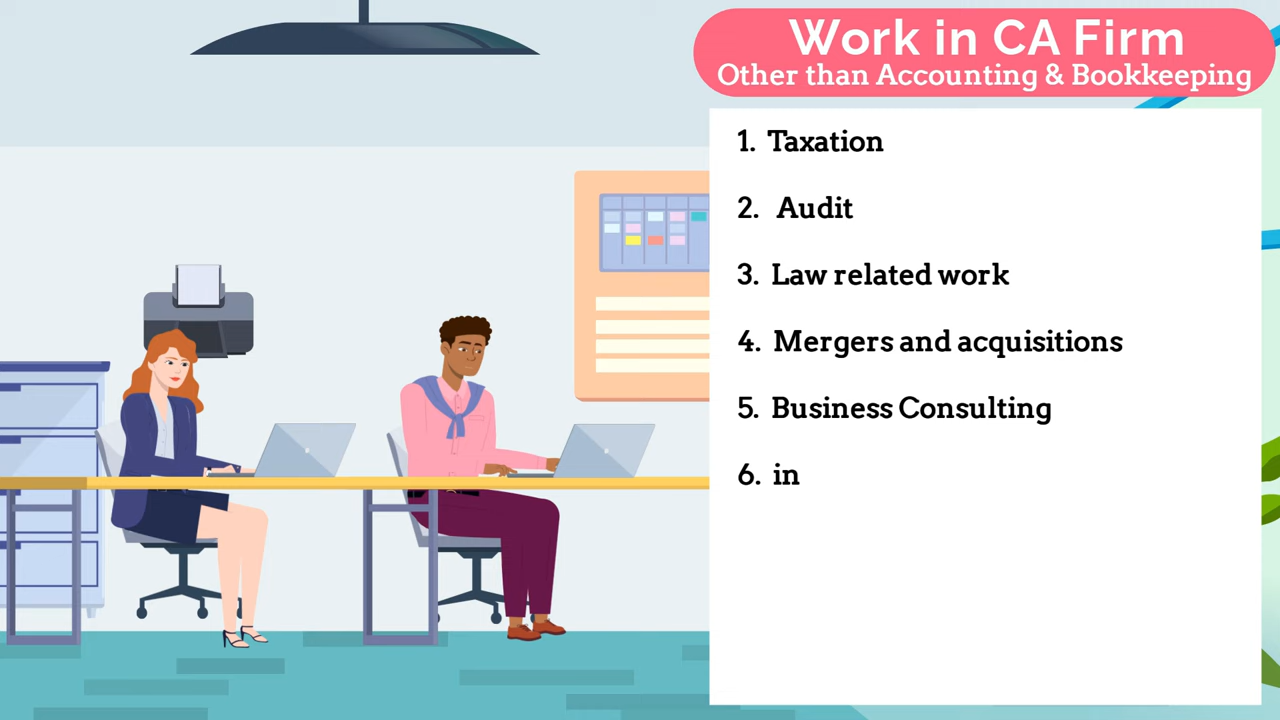 Work in CA Firm
Other than Accounting & Bookkeeping
1. Taxation
2. Audit
3. Law related work
4. Mergers and acquisitions
5. Business Consulting
6. in